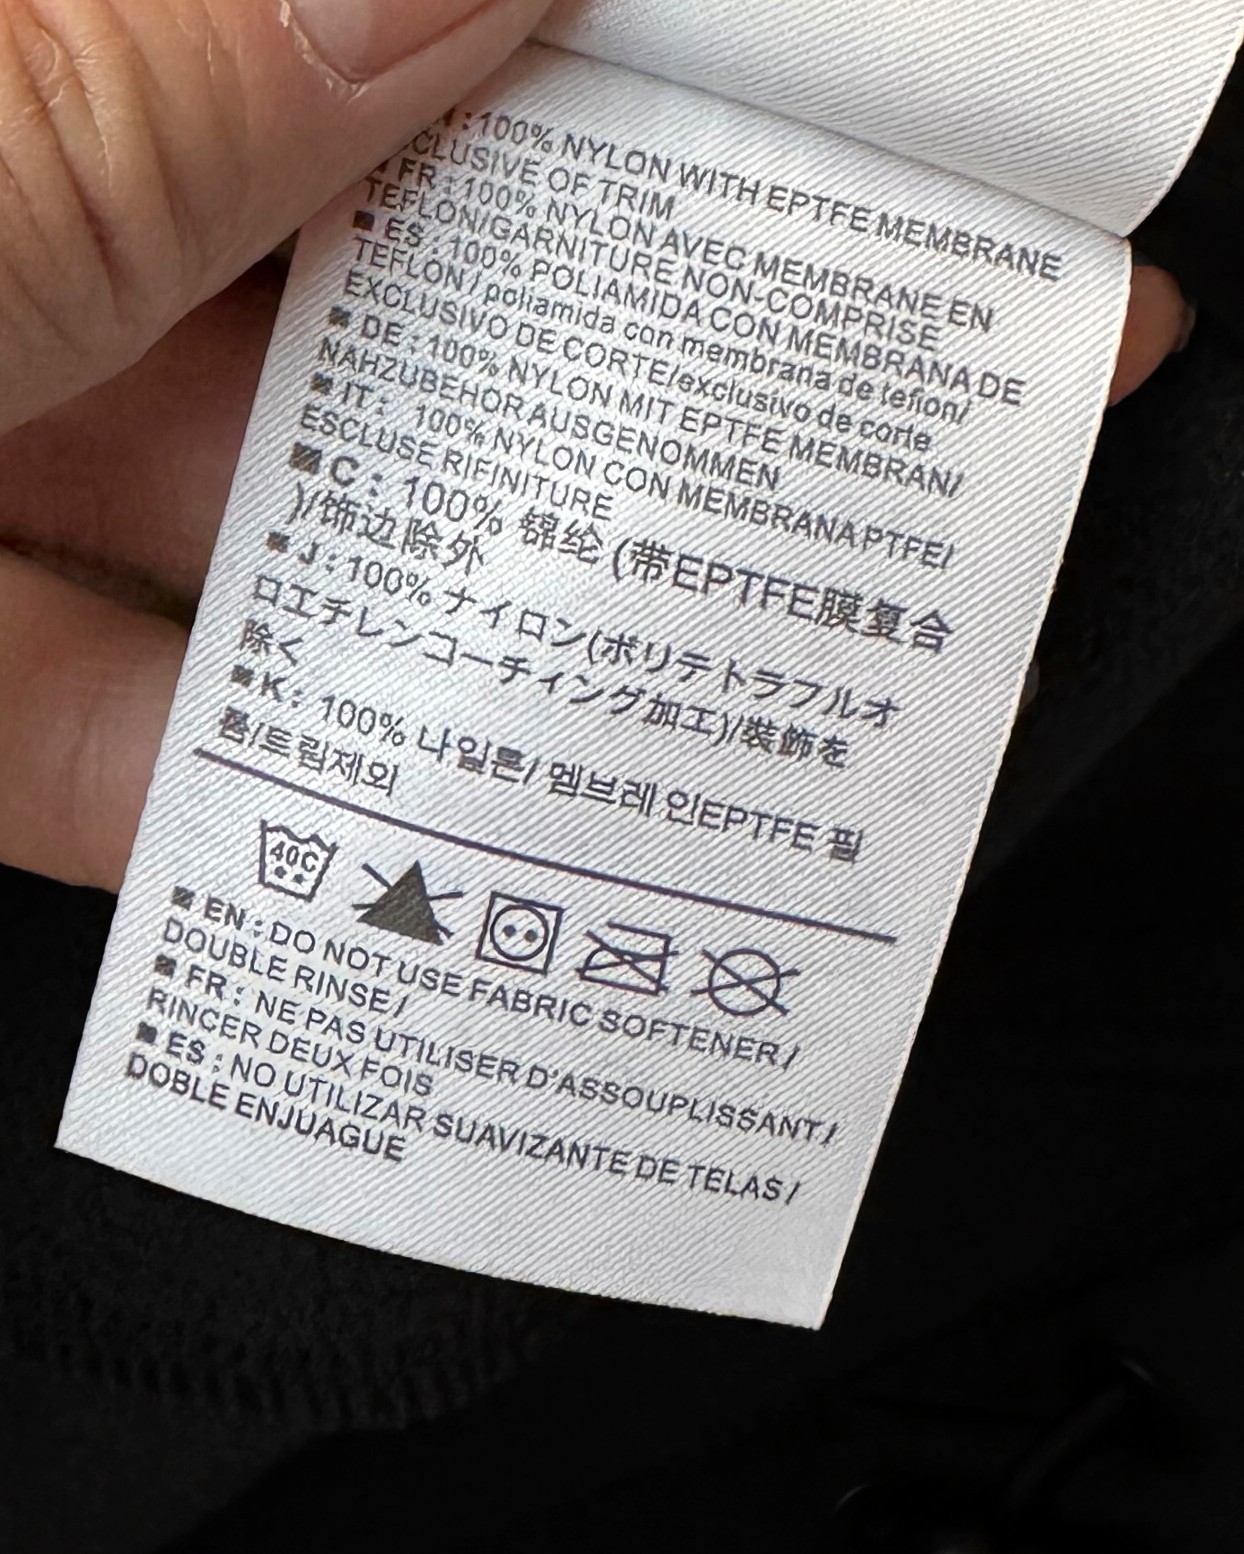 : 100% NYLON WITH EPTFE MEMBRANE
CLUSIVE OF TRIM
FR : 100% NYLON AVEC MEMBRANE EN
TEFLON/GARNITURE NON-COMPRISE
■ ES : 100% POLIAMIDA CON MEMBRANA DE
TEFLON / poliamida con membrana de teflon/
EXCLUSIVO DE CORTE/exclusivo de corte
■ DE : 100% NYLON MIT EPTFE MEMBRAN/
NAHZUBEHOR AUSGENOMMEN
■ IT : 100% NYLON CON MEMBRANA PTFE/
ESCLUSE RIFINITURE
■ C : 100% 锦纶 (带EPTFE膜复合
)/饰边除外
■ J : 100% ナイロン(ポリテトラフルオ
ロエチレンコーティング加工)/装飾を
除く
■ K : 100% 나일론/ 멤브레 인EPTFE 필
름/트림제외
40C
■ EN : DO NOT USE FABRIC SOFTENER /
DOUBLE RINSE /
■ FR : NE PAS UTILISER D'ASSOUPLISSANT /
RINCER DEUX FOIS
■ ES : NO UTILIZAR SUAVIZANTE DE TELAS /
DOBLE ENJUAGUE